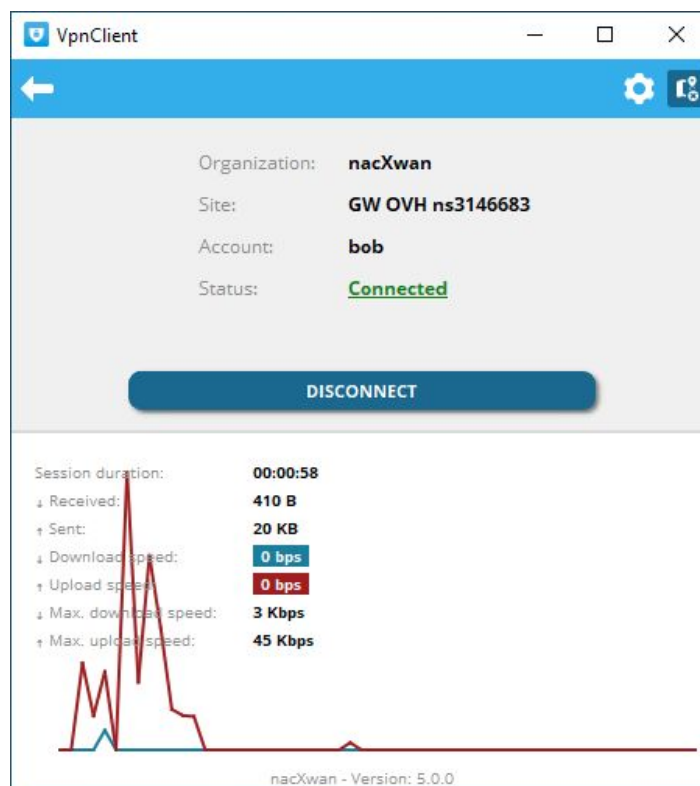 VpnClient
Organization: nacXwan
Site: GW OVH ns3146683
Account: bob
Status: Connected
DISCONNECT
Session duration: 00:00:58
↓ Received: 410 B
↑ Sent: 20 KB
↓ Download speed: 0 bps
↑ Upload speed: 0 bps
↓ Max. download speed: 3 Kbps
↑ Max. upload speed: 45 Kbps
nacXwan - Version: 5.0.0